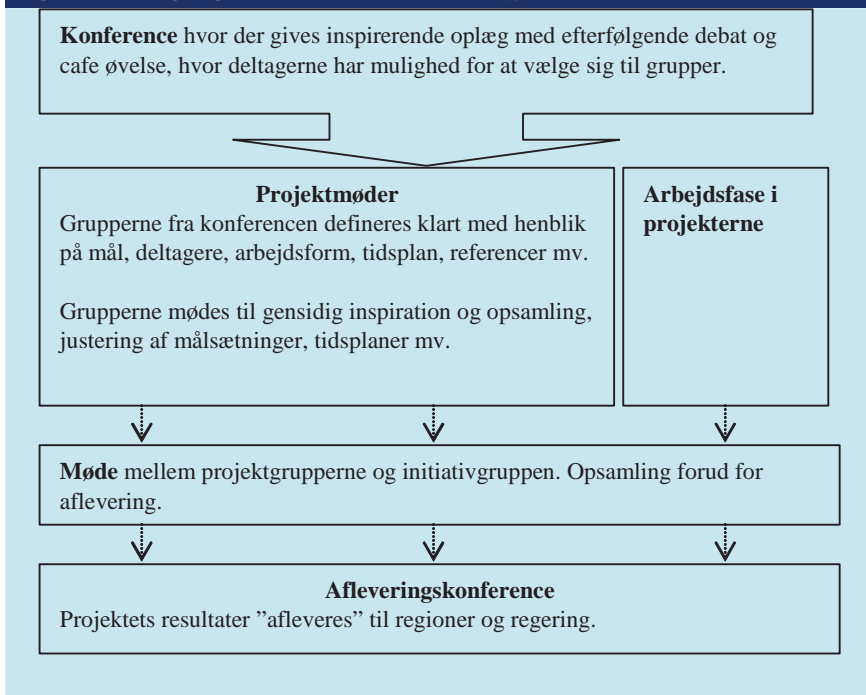 Konference hvor der gives inspirerende oplæg med efterfølgende debat og
cafe øvelse, hvor deltagerne har mulighed for at vælge sig til grupper.
Projektmøder
Grupperne fra konferencen defineres klart med henblik
på mål, deltagere, arbejdsform, tidsplan, referencer mv.
Grupperne mødes til gensidig inspiration og opsamling,
justering af målsætninger, tidsplaner mv.
Arbejdsfase i
projekterne
Møde mellem projektgrupperne og initiativgruppen. Opsamling forud for
aflevering.
Afleveringskonference
Projektets resultater ”afleveres” til regioner og regering.